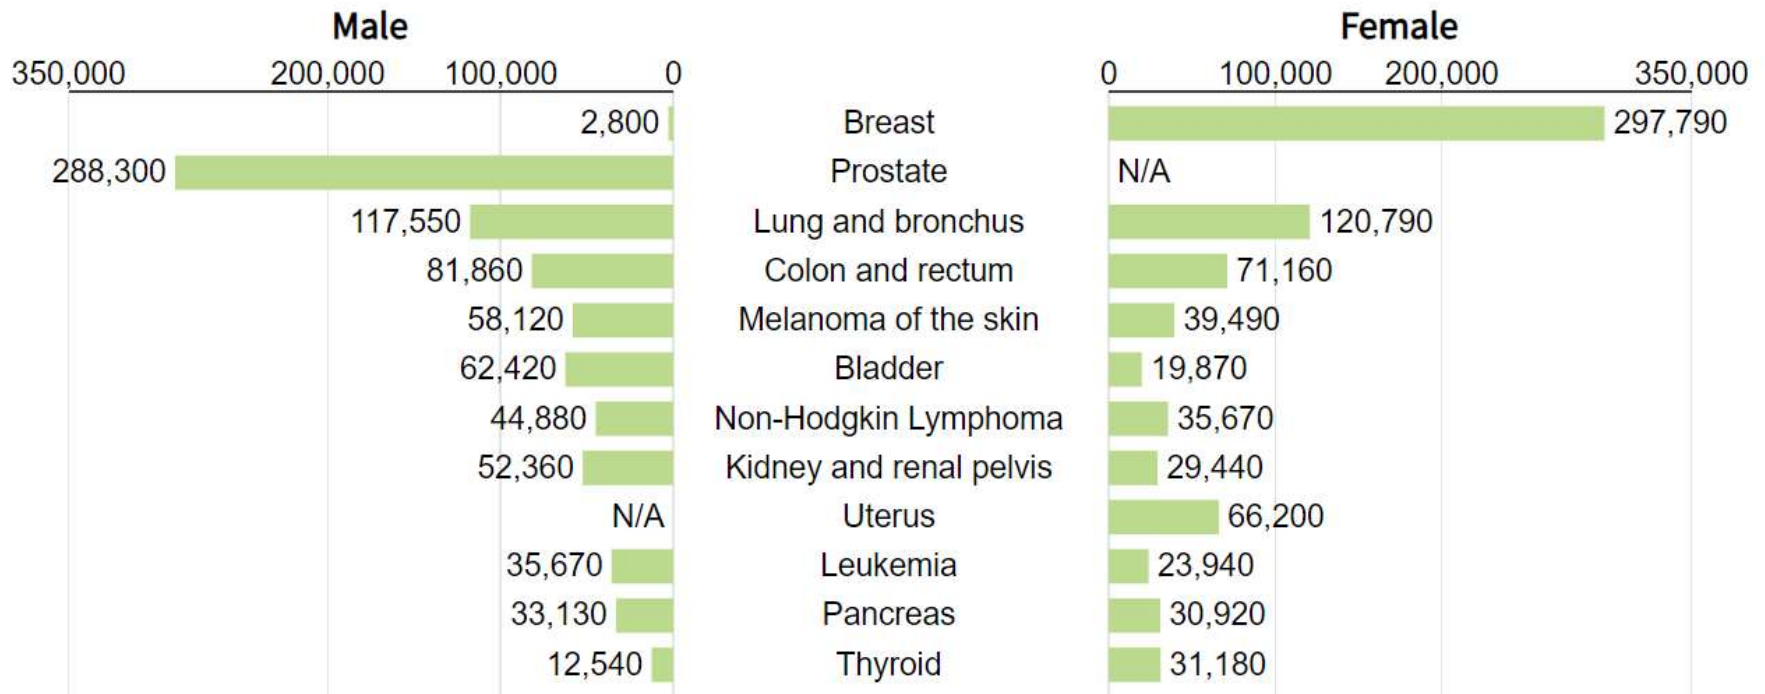 Male Female
350,000 200,000 100,000 0 0 100,000 200,000 350,000
2,800 Breast 297,790
288,300 Prostate N/A
117,550 Lung and bronchus 120,790
81,860 Colon and rectum 71,160
58,120 Melanoma of the skin 39,490
62,420 Bladder 19,870
44,880 Non-Hodgkin Lymphoma 35,670
52,360 Kidney and renal pelvis 29,440
N/A Uterus 66,200
35,670 Leukemia 23,940
33,130 Pancreas 30,920
12,540 Thyroid 31,180